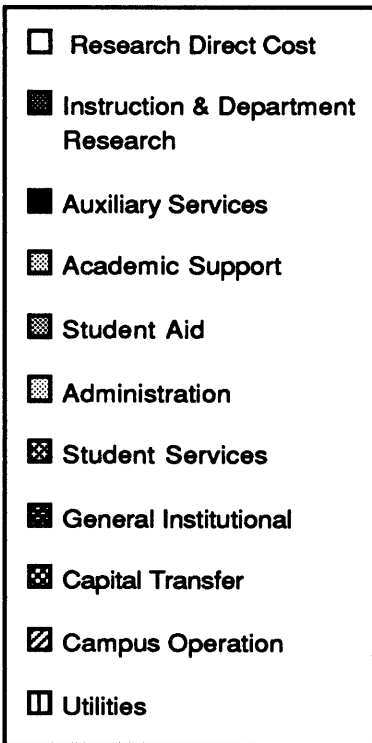 Research Direct Cost
Instruction & Department
Research
Auxiliary Services
Academic Support
Student Aid
Administration
Student Services
General Institutional
Capital Transfer
Campus Operation
Utilities